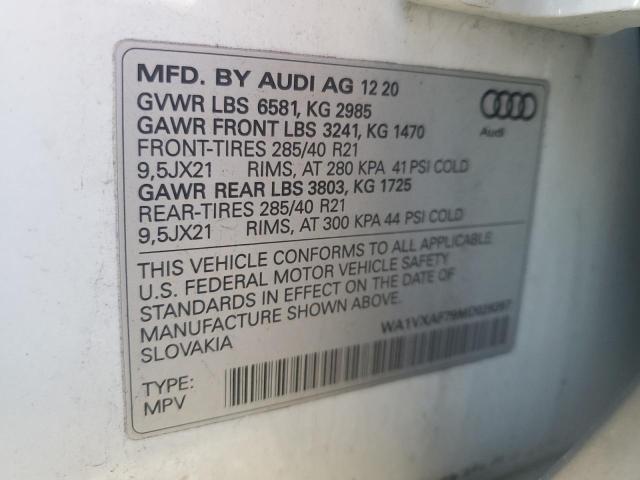 MFD. BY AUDI AG 12 20
GVWR LBS 6581, KG 2985
GAWR FRONT LBS 3241, KG 1470
FRONT-TIRES 285/40 R21
9,5JX21 RIMS, AT 280 KPA 41 PSI COLD
GAWR REAR LBS 3803, KG 1725
REAR-TIRES 285/40 R21
9,5JX21 RIMS, AT 300 KPA 44 PSI COLD
Audi
THIS VEHICLE CONFORMS TO ALL APPLICABLE
U.S. FEDERAL MOTOR VEHICLE SAFETY
STANDARDS IN EFFECT ON THE DATE OF
MANUFACTURE SHOWN ABOVE.
SLOVAKIA
TYPE:
MPV